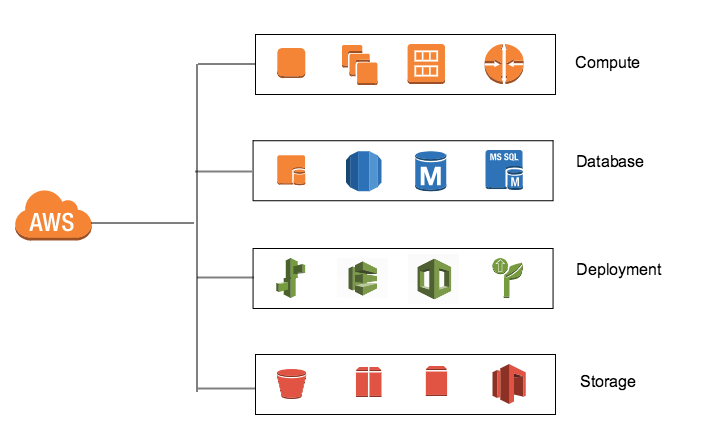 Compute
MS SQL
Database
M
M
AWS
Deployment
Storage